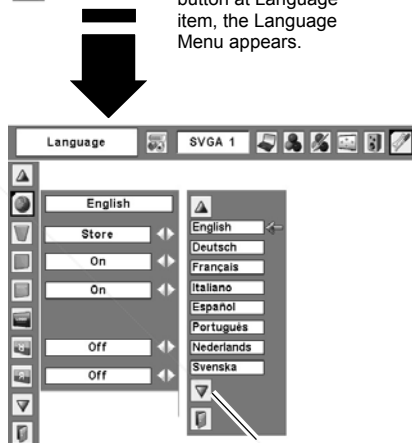 button at Language
item, the Language
Menu appears.
Language
SVGA 1
English
Store
On
On
Off
Off
English
Deutsch
Français
Italiano
Español
Português
Nederlands
Svenska